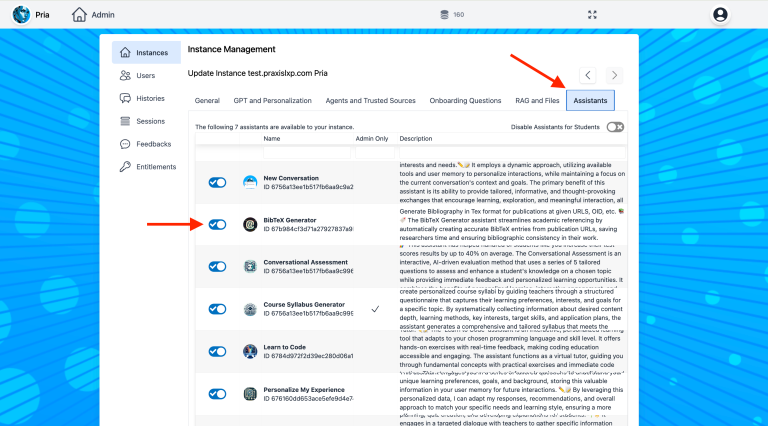 Pria
Admin
160
Instances
Users
Histories
Sessions
Feedbacks
Entitlements
Instance Management
Update Instance test.praxislxp.com Pria
General
GPT and Personalization
Agents and Trusted Sources
Onboarding Questions
RAG and Files
Assistants
The following 7 assistants are available to your instance.
Disable Assistants for Students
Name
Admin Only
Description
New Conversation
ID 6756a13ee1b517fb6aa9c9a2
interests and needs. It employs a dynamic approach, utilizing available
tools and user memory to personalize interactions, while maintaining a focus on
the current conversation's context and goals. The primary benefit of this
assistant is its ability to provide tailored, informative, and thought-provoking
exchanges that encourage learning, exploration, and meaningful interaction, all
BibTeX Generator
ID 67b984cf3d71a27927837a9
Generate Bibliography in Tex format for publications at given URLS, OID, etc.
The BibTeX Generator assistant streamlines academic referencing by
automatically creating accurate BibTeX entries from publication URLs, saving
researchers time and ensuring bibliographic consistency in their work.
Conversational Assessment
ID 6756a13ee1b517fb6aa9c996
scores results by up to 40% on average. The Conversational Assessment is an
interactive, AI-driven evaluation method that uses a series of 5 tailored
questions to assess and enhance a student's knowledge on a chosen topic
while providing immediate feedback and personalized learning opportunities. It
Course Syllabus Generator
ID 6756a13ee1b517fb6aa9c999
create personalized course syllabi by guiding teachers through a structured
questionnaire that captures their learning preferences, interests, and goals for
a specific topic. By systematically collecting information about desired content
depth, learning methods, key interests, target skills, and application plans, the
assistant generates a comprehensive and tailored syllabus that meets the
Learn to Code
ID 6784d972f2d39ec280d06a1
tool that adapts to your chosen programming language and skill level. It offers
hands-on exercises with real-time feedback, making coding education
accessible and engaging. The assistant functions as a virtual tutor, guiding you
through fundamental concepts with practical exercises and immediate code
Personalize My Experience
ID 676160dd653ace5efe9d4e7
unique learning preferences, goals, and background, storing this valuable
information in your user memory for future interactions. By leveraging this
personalized data, I can adapt my responses, recommendations, and overall
approach to match your specific needs and learning style, ensuring a more
engages in a targeted dialogue with teachers to gather specific information